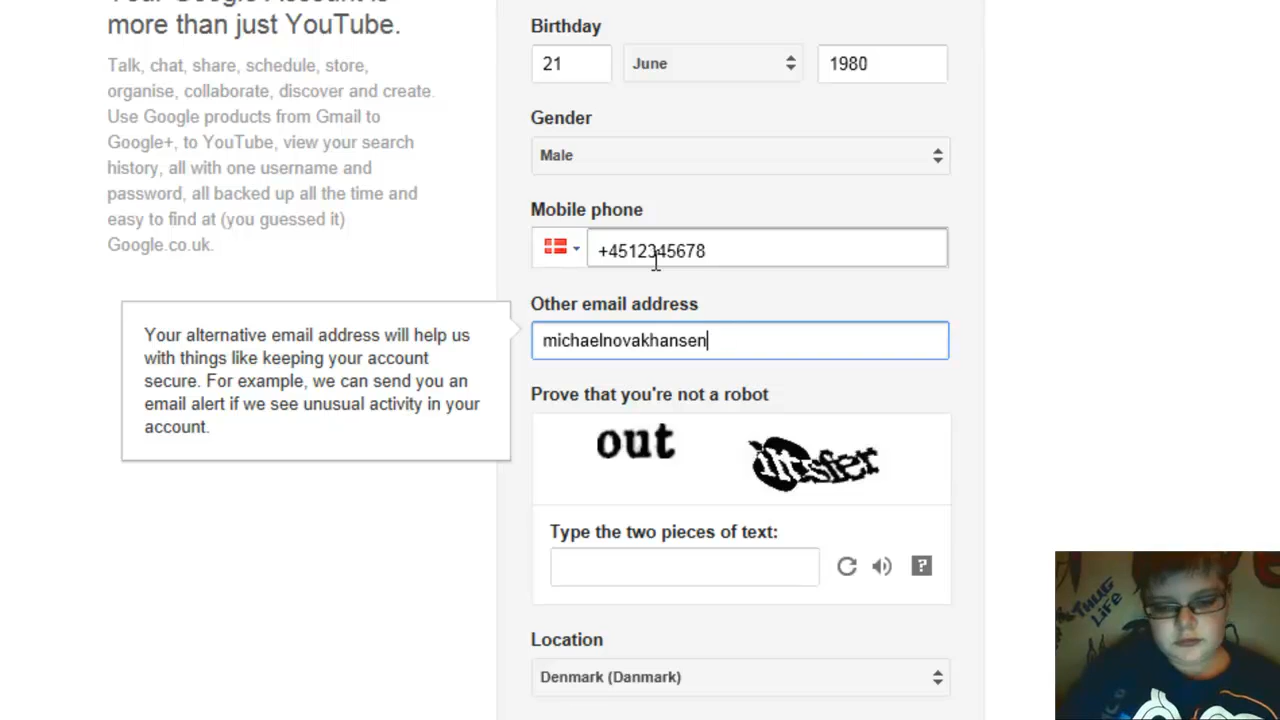 Your Google Account is
more than just YouTube.
Talk, chat, share, schedule, store,
organise, collaborate, discover and create.
Use Google products from Gmail to
Google+, to YouTube, view your search
history, all with one username and
password, all backed up all the time and
easy to find at (you guessed it)
Google.co.uk.
Your alternative email address will help us
with things like keeping your account
secure. For example, we can send you an
email alert if we see unusual activity in your
account.
Birthday
21 June 1980
Gender
Male
Mobile phone
+4512345678
Other email address
michaelnovakhansen
Prove that you're not a robot
out
Type the two pieces of text:
?
Location
Denmark (Danmark)
THUG
LIFE